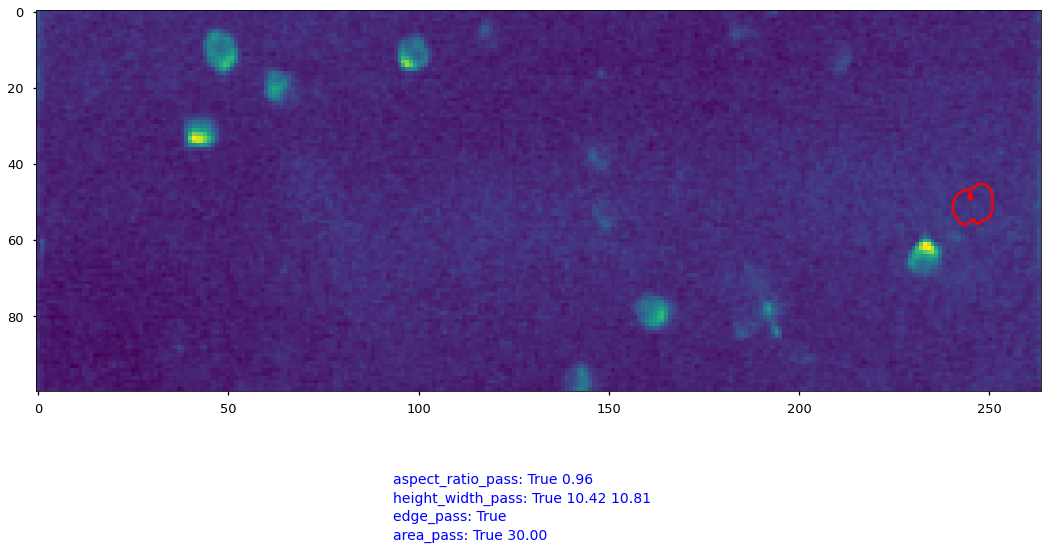 0
20
40
60
80
0 50 100 150 200 250
aspect_ratio_pass: True 0.96
height_width_pass: True 10.42 10.81
edge_pass: True
area_pass: True 30.00